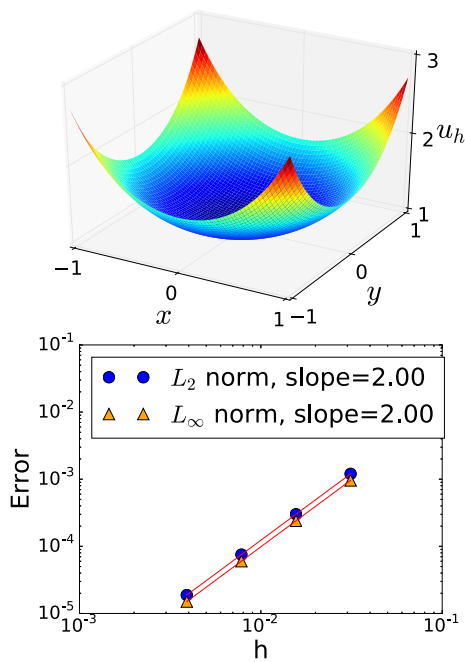 3
2
1
u_h
1
0
−1
y
−1
0
1
x
10^{-1}
10^{-2}
10^{-3}
10^{-4}
10^{-5}
Error
L_2 norm, slope=2.00
L_∞ norm, slope=2.00
10^{-3} 10^{-2} 10^{-1}
h